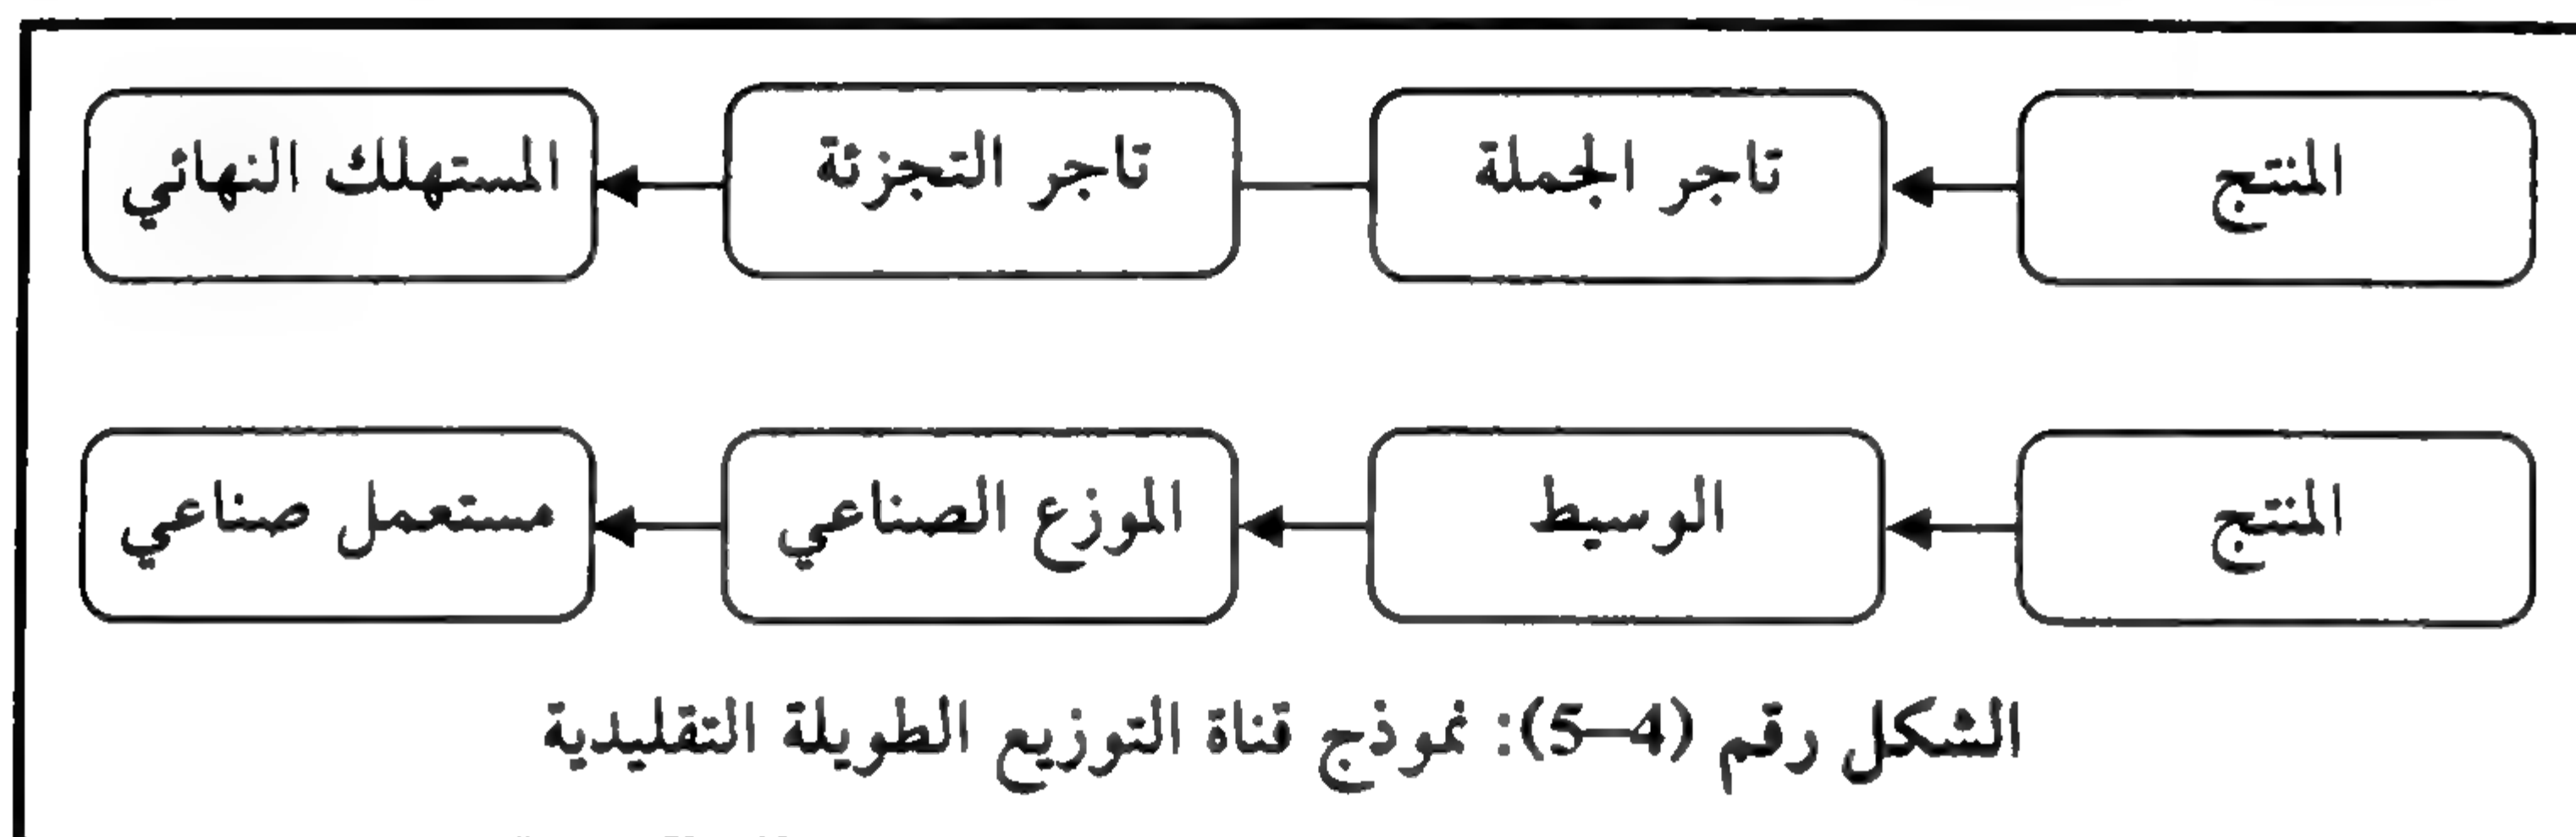 المنتج تاجر الجملة تاجر التجزئة المستهلك النهائي
المنتج الوسيط الموزع الصناعي مستعمل صناعي
الشكل رقم (4–5): نموذج قناة التوزيع الطويلة التقليدية